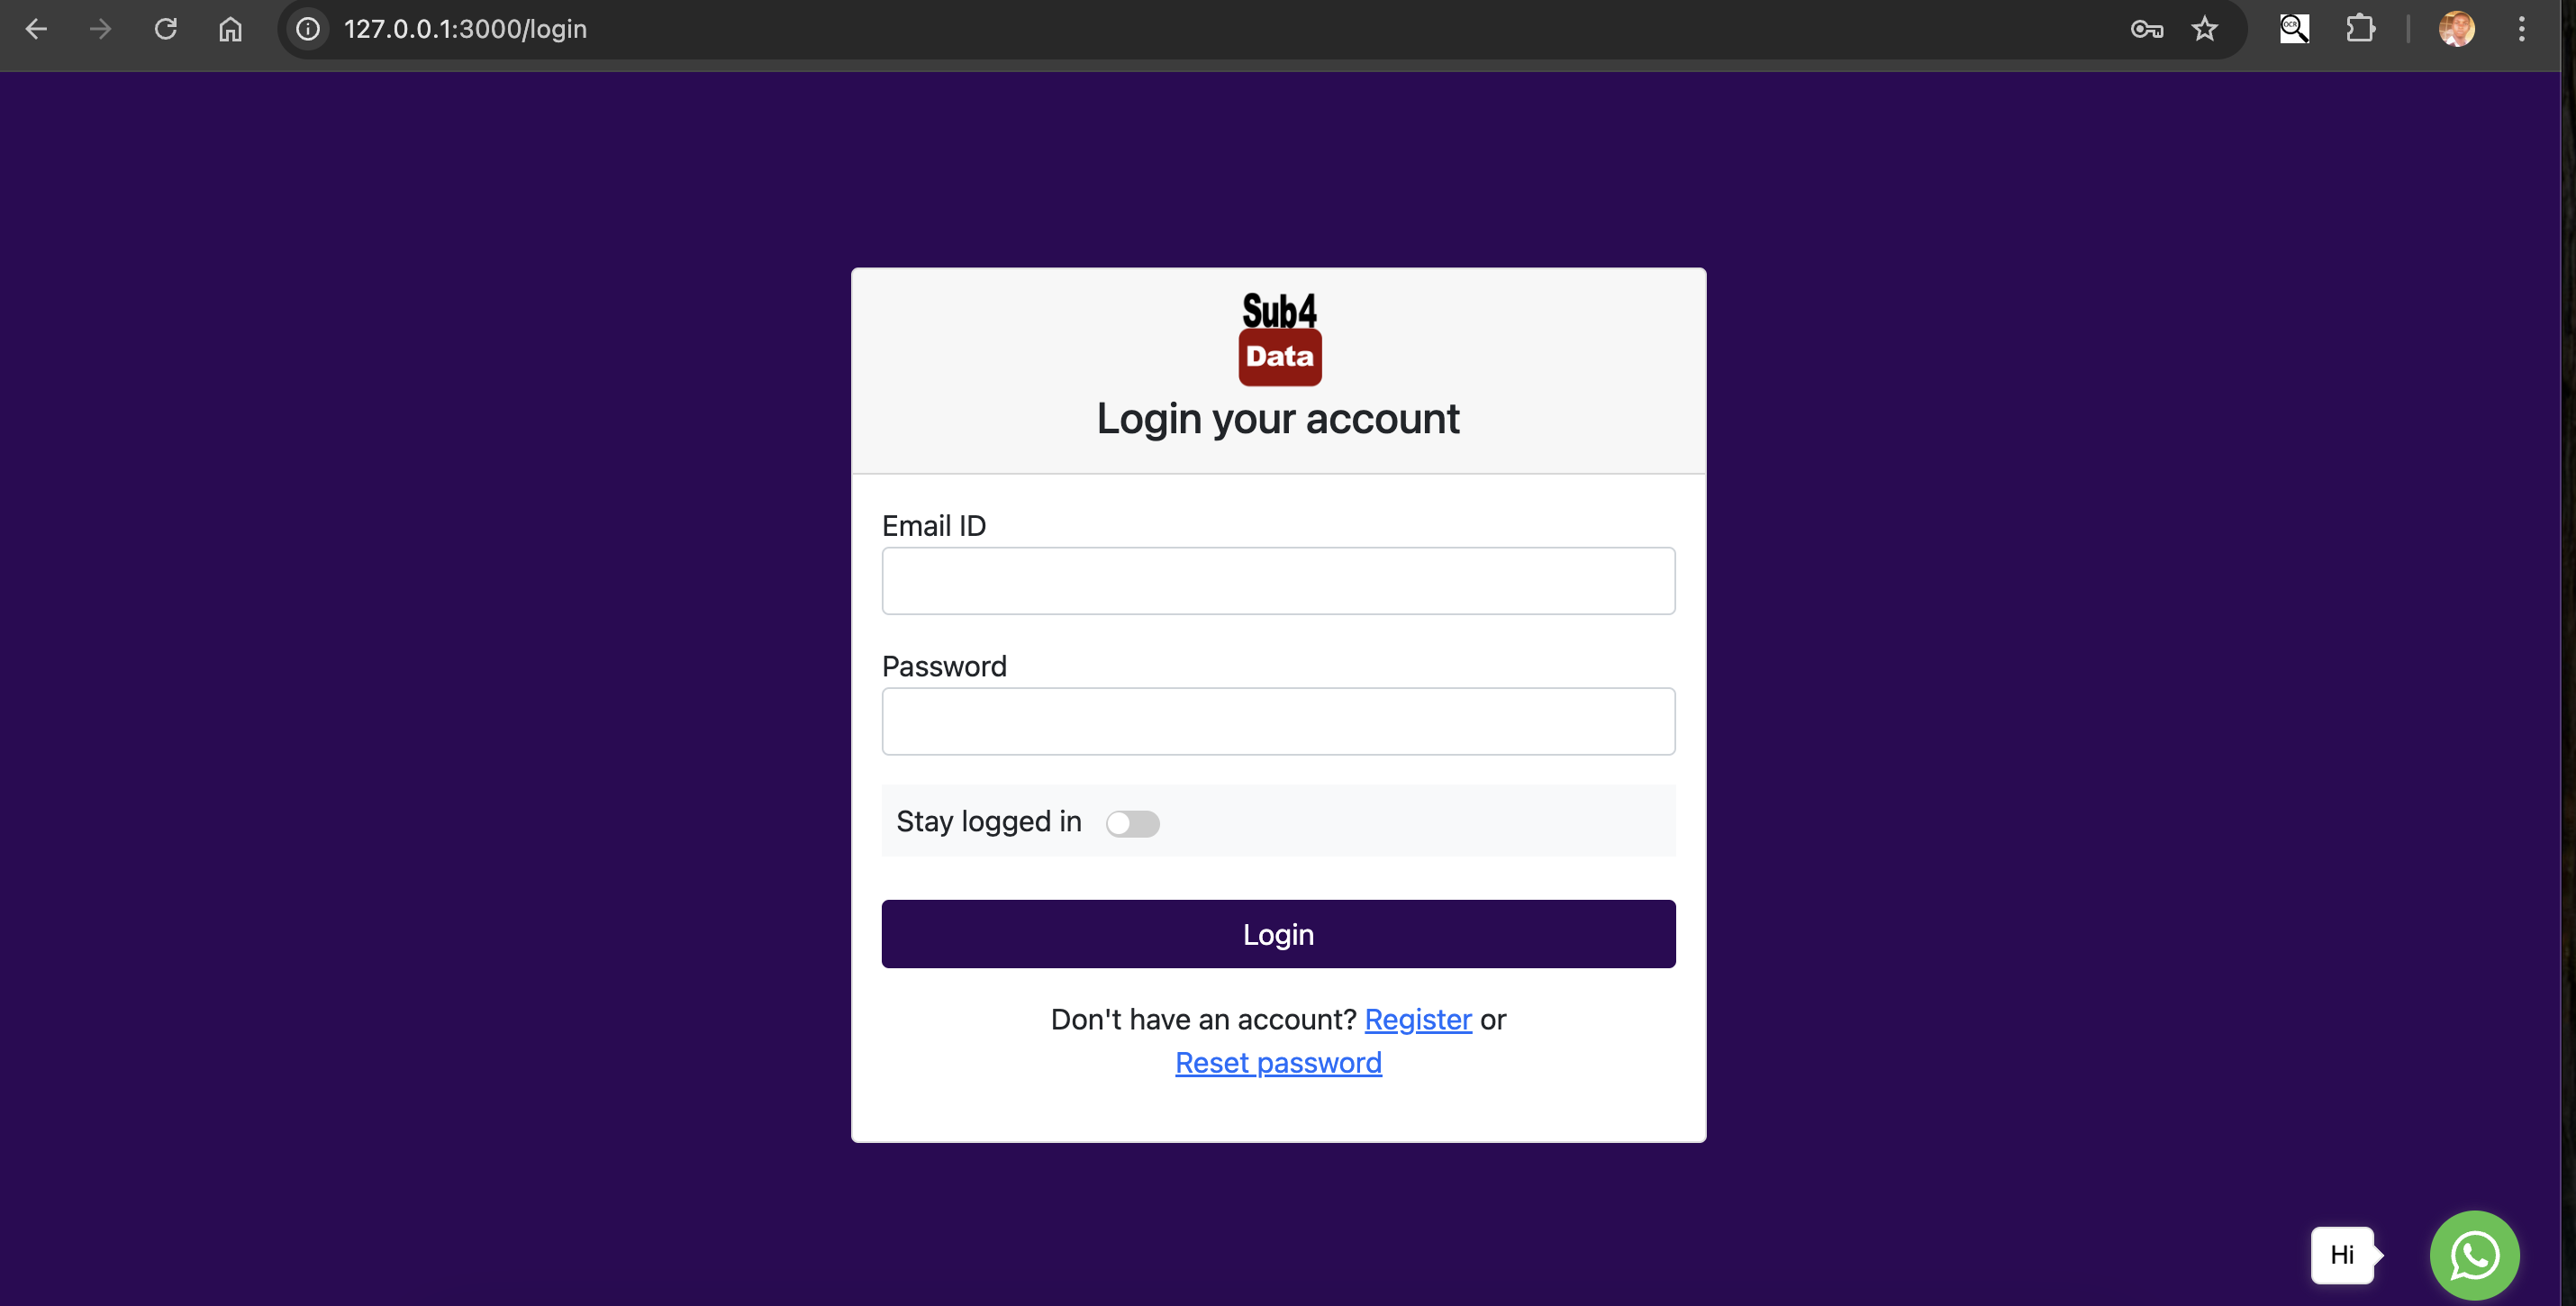 127.0.0.1:3000/login
OCR
Sub4
Data
Login your account
Email ID
Password
Stay logged in
Login
Don't have an account? Register or
Reset password
Hi